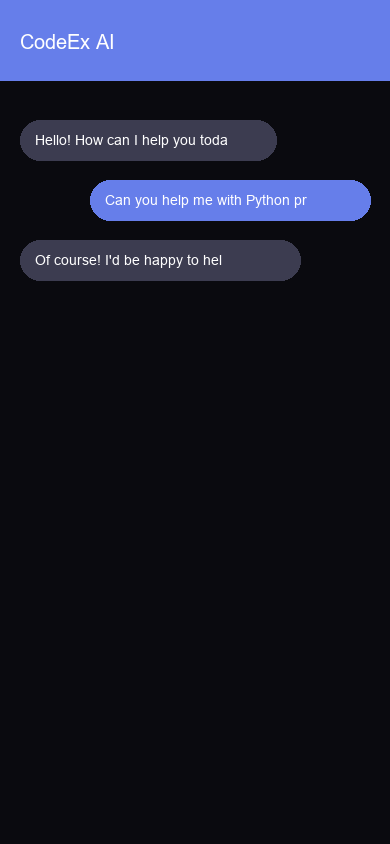 CodeEx AI
Hello! How can I help you toda
Can you help me with Python pr
Of course! I'd be happy to hel